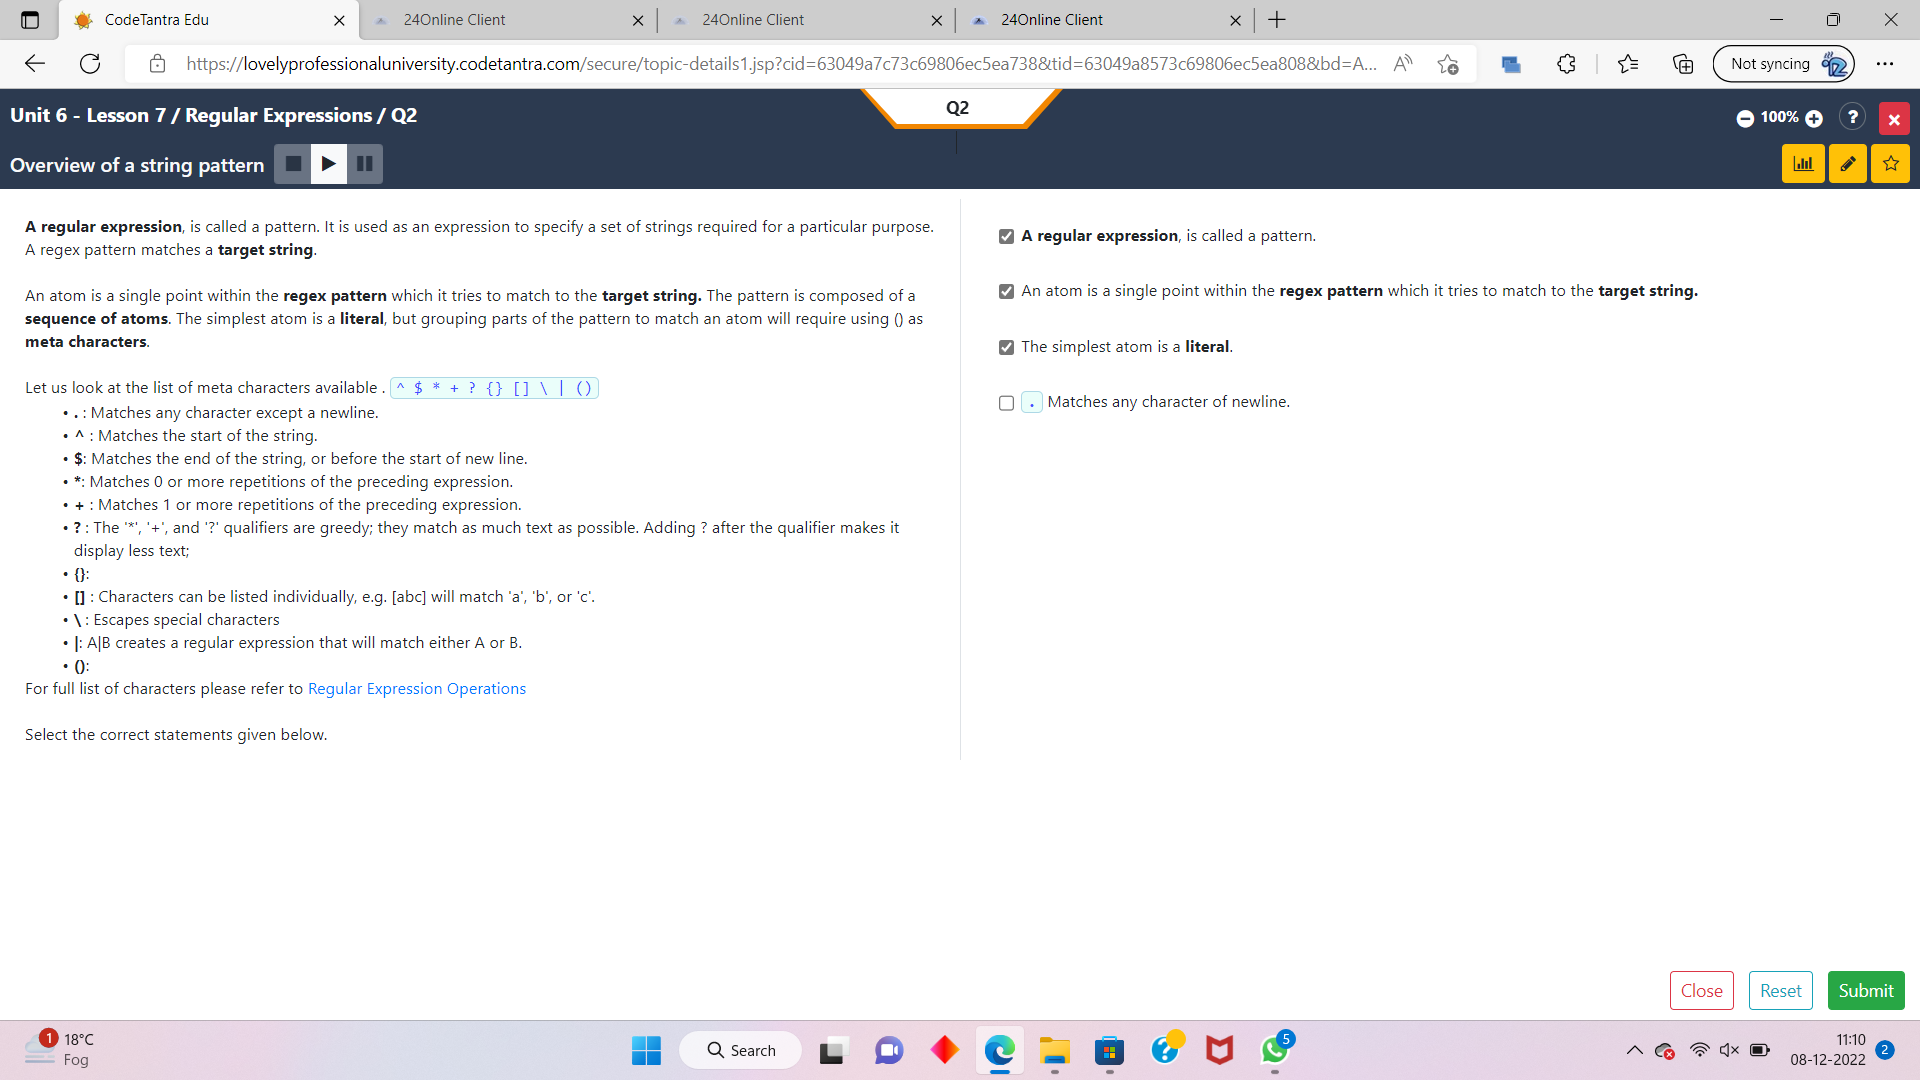 CodeTantra Edu
24Online Client
24Online Client
24Online Client
https://lovelyprofessionaluniversity.codetantra.com/secure/topic-details1.jsp?cid=63049a7c73c69806ec5ea738&tid=63049a8573c69806ec5ea808&bd=A...
Not syncing
Unit 6 - Lesson 7 / Regular Expressions / Q2
Q2
100%
?
Overview of a string pattern
A regular expression, is called a pattern. It is used as an expression to specify a set of strings required for a particular purpose.
A regex pattern matches a target string.
An atom is a single point within the regex pattern which it tries to match to the target string. The pattern is composed of a
sequence of atoms. The simplest atom is a literal, but grouping parts of the pattern to match an atom will require using () as
meta characters.
Let us look at the list of meta characters available . ^ $ * + ? {} [] \ | ()
• . : Matches any character except a newline.
• ^ : Matches the start of the string.
• $: Matches the end of the string, or before the start of new line.
• *: Matches 0 or more repetitions of the preceding expression.
• + : Matches 1 or more repetitions of the preceding expression.
• ? : The '*', '+', and '?' qualifiers are greedy; they match as much text as possible. Adding ? after the qualifier makes it
display less text;
• {}:
• [] : Characters can be listed individually, e.g. [abc] will match 'a', 'b', or 'c'.
• \ : Escapes special characters
• |: A|B creates a regular expression that will match either A or B.
• ():
For full list of characters please refer to Regular Expression Operations
Select the correct statements given below.
A regular expression, is called a pattern.
An atom is a single point within the regex pattern which it tries to match to the target string.
The simplest atom is a literal.
. Matches any character of newline.
Close
Reset
Submit
1
18°C
Fog
Search
5
11:10
08-12-2022
2